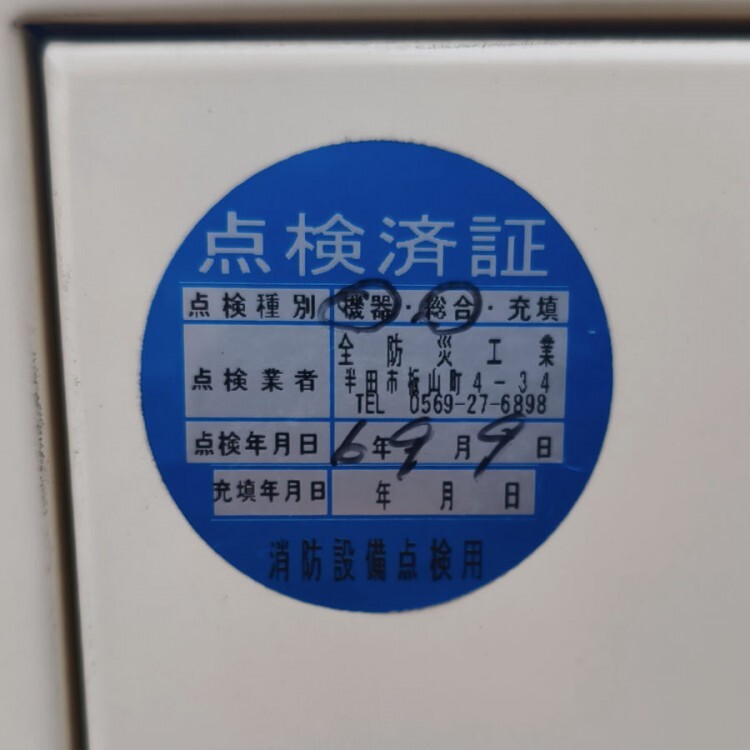 点検済証
点検種別 機器・総合・充填
点検業者 全防災工業
半田市板山町4-34
TEL 0569-27-6898
点検年月日 6年9月9日
充填年月日 年 月 日
消防設備点検用